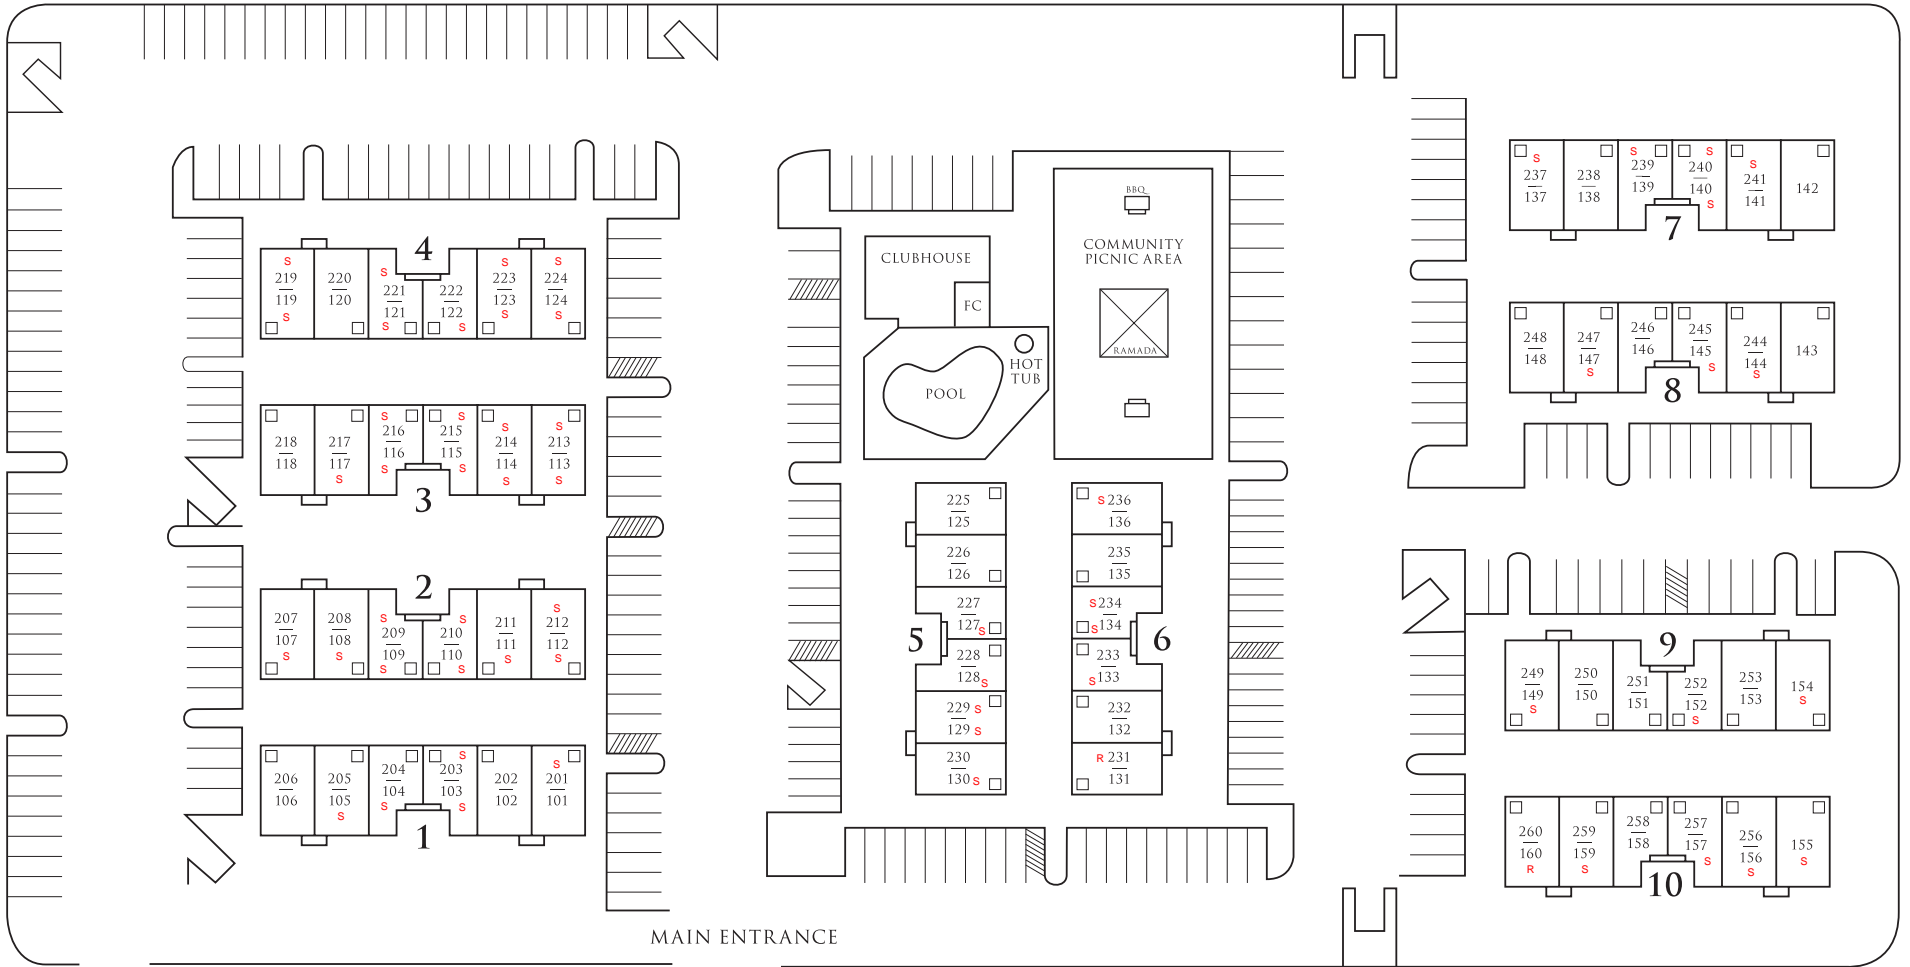 4
S
S
S
S
219
220
221
222
223
224
119
120
121
122
123
124
S
S
S
S
S
S
S
S
S
218
217
216
215
214
213
118
117
116
115
114
113
S
S
S
S
S
3
2
S
S
S
207
208
209
210
211
212
107
108
109
110
111
112
S
S
S
S
S
S
S
S
206
205
204
203
202
201
106
105
104
103
102
101
S
S
S
1
BBQ
CLUBHOUSE
COMMUNITY
PICNIC AREA
FC
HOT
TUB
POOL
RAMADA
225
125
226
126
227
127 S
5
228
128 S
229 S
129 S
230
130 S
S 236
136
235
135
S 234
134 S
6
233
S 133
232
132
R 231
131
S
S
S
S
237
238
239
240
241
142
137
138
139
140
141
S
7
248
247
246
245
244
143
148
147
146
145
144
S
S
S
8
9
249
250
251
252
253
154
149
150
151
152
153
S
S
S
260
259
258
257
256
155
160
159
158
157
156
R
S
S
S
S
10
MAIN ENTRANCE